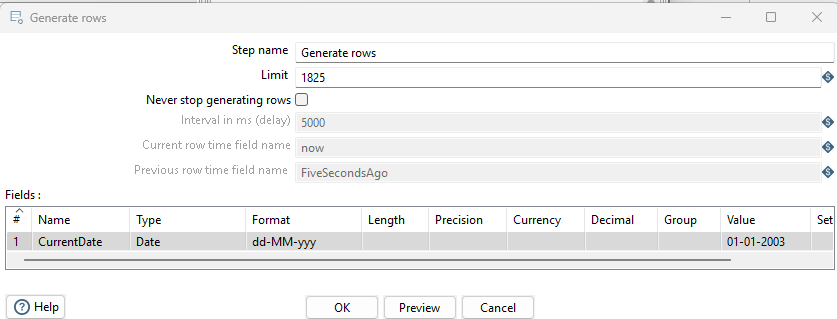 Generate rows
Step name Generate rows
Limit 1825
Never stop generating rows
Interval in ms (delay) 5000
Current row time field name now
Previous row time field name FiveSecondsAgo
Fields :
# Name Type Format Length Precision Currency Decimal Group Value Set
1 CurrentDate Date dd-MM-yyy 01-01-2003
Help OK Preview Cancel